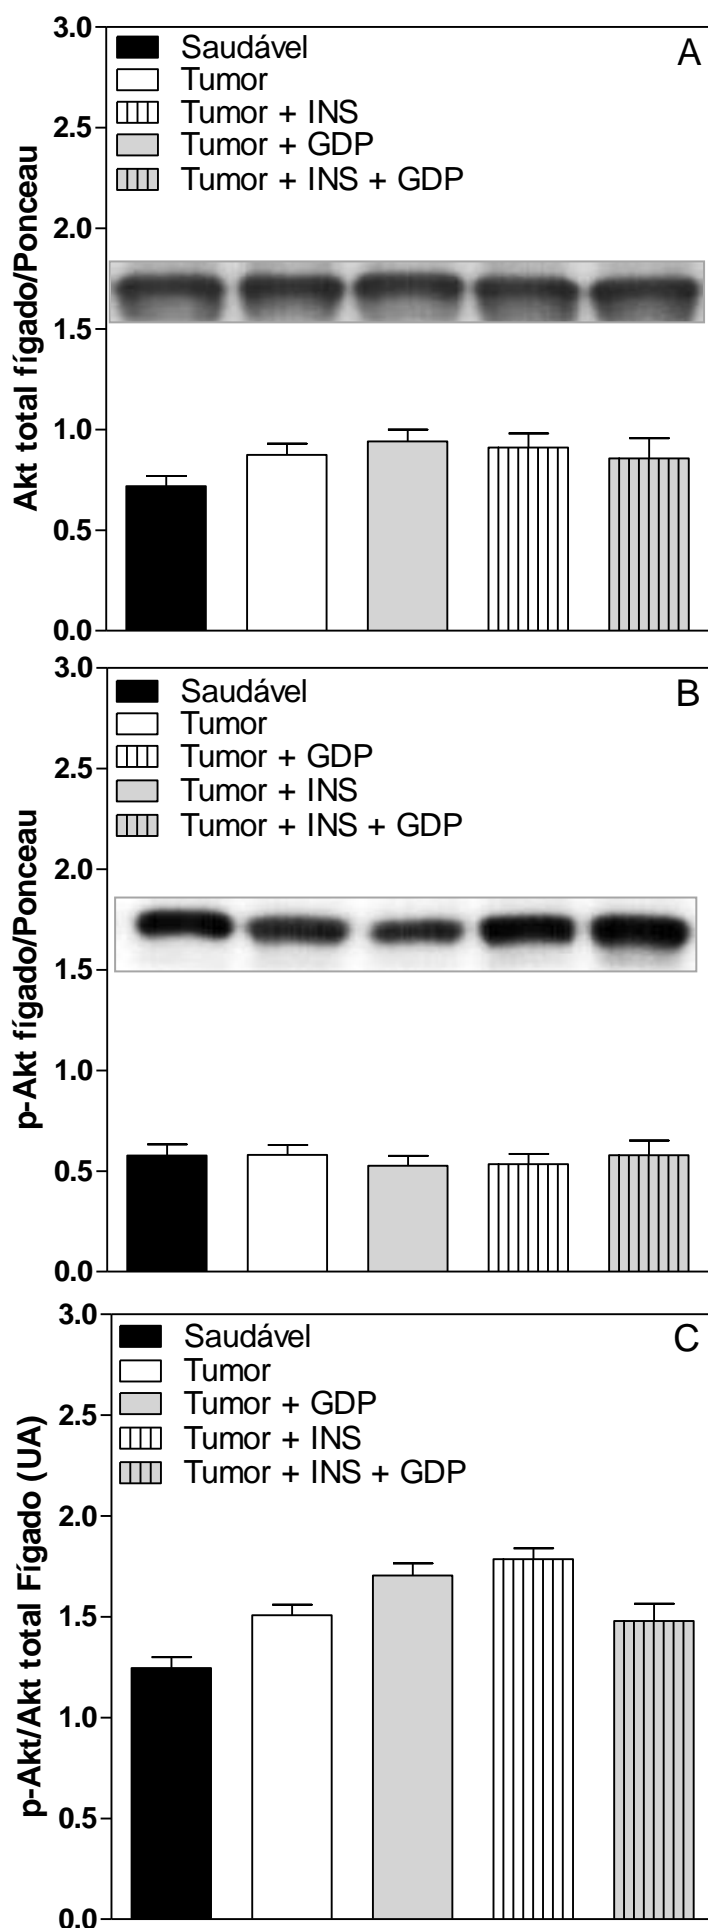 A
Saudável
Tumor
Tumor + INS
Tumor + GDP
Tumor + INS + GDP
Akt total fígado/Ponceau
3.0
2.5
2.0
1.5
1.0
0.5
0.0
B
Saudável
Tumor
Tumor + GDP
Tumor + INS
Tumor + INS + GDP
p-Akt fígado/Ponceau
3.0
2.5
2.0
1.5
1.0
0.5
0.0
C
Saudável
Tumor
Tumor + GDP
Tumor + INS
Tumor + INS + GDP
p-Akt/Akt total Fígado (UA)
3.0
2.5
2.0
1.5
1.0
0.5
0.0